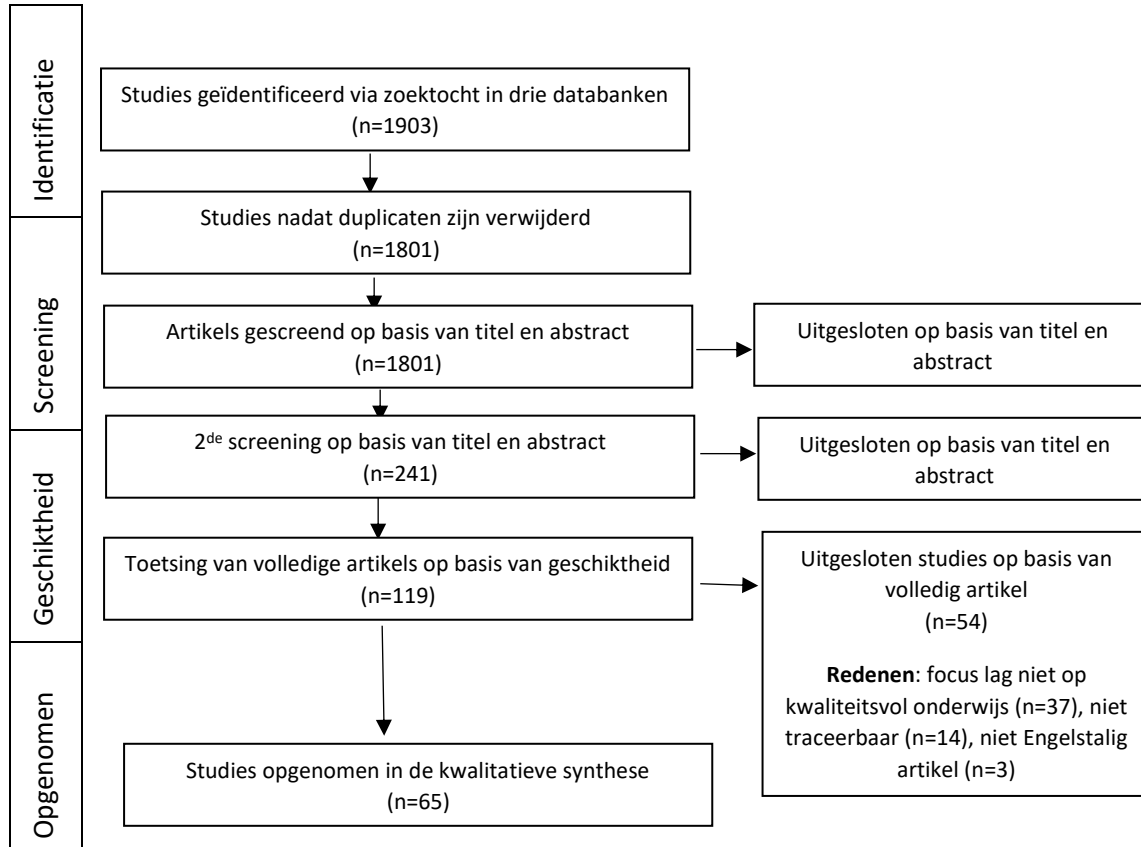 Identificatie
Studies geïdentificeerd via zoektocht in drie databanken
(n=1903)
Studies nadat duplicaten zijn verwijderd
(n=1801)
Screening
Artikels gescreend op basis van titel en abstract
(n=1801)
Uitgesloten op basis van titel en
abstract
2de screening op basis van titel en abstract
(n=241)
Uitgesloten op basis van titel en
abstract
Geschiktheid
Toetsing van volledige artikels op basis van geschiktheid
(n=119)
Uitgesloten studies op basis van
volledig artikel
(n=54)
Redenen: focus lag niet op
kwaliteitsvol onderwijs (n=37), niet
traceerbaar (n=14), niet Engelstalig
artikel (n=3)
Opgenomen
Studies opgenomen in de kwalitatieve synthese
(n=65)